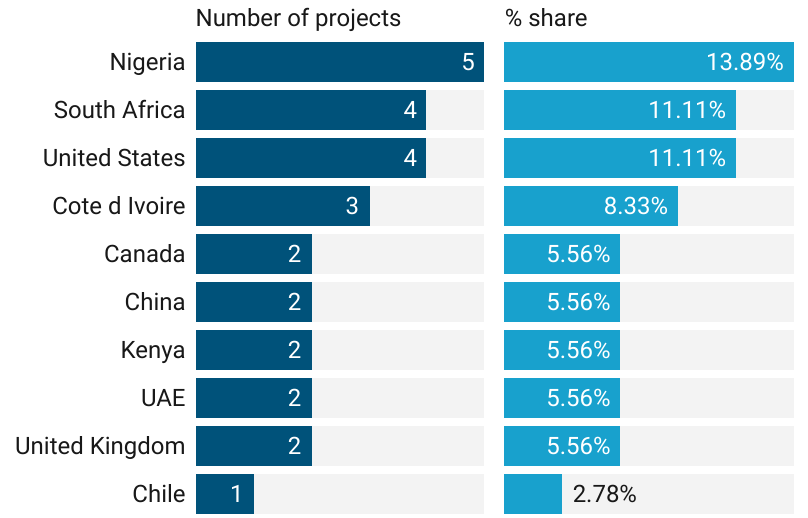 Number of projects % share
Nigeria 5 13.89%
South Africa 4 11.11%
United States 4 11.11%
Cote d Ivoire 3 8.33%
Canada 2 5.56%
China 2 5.56%
Kenya 2 5.56%
UAE 2 5.56%
United Kingdom 2 5.56%
Chile 1 2.78%